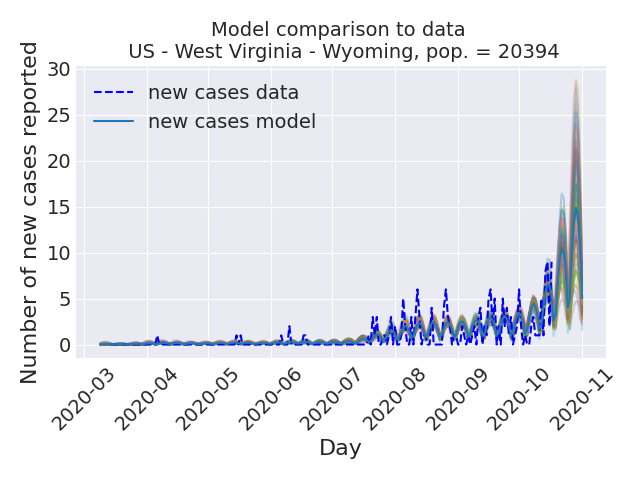 Model comparison to data
US - West Virginia - Wyoming, pop. = 20394
Number of new cases reported
30
25
20
15
10
5
0
new cases data
new cases model
2020-03
2020-04
2020-05
2020-06
2020-07
2020-08
2020-09
2020-10
2020-11
Day